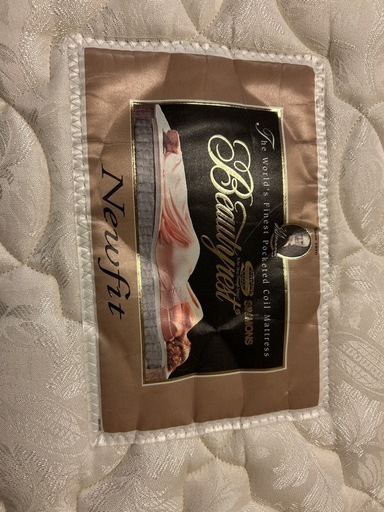 The World's Finest Pocketed Coil Mattress
Beautyrest
SIMMONS
Newfit